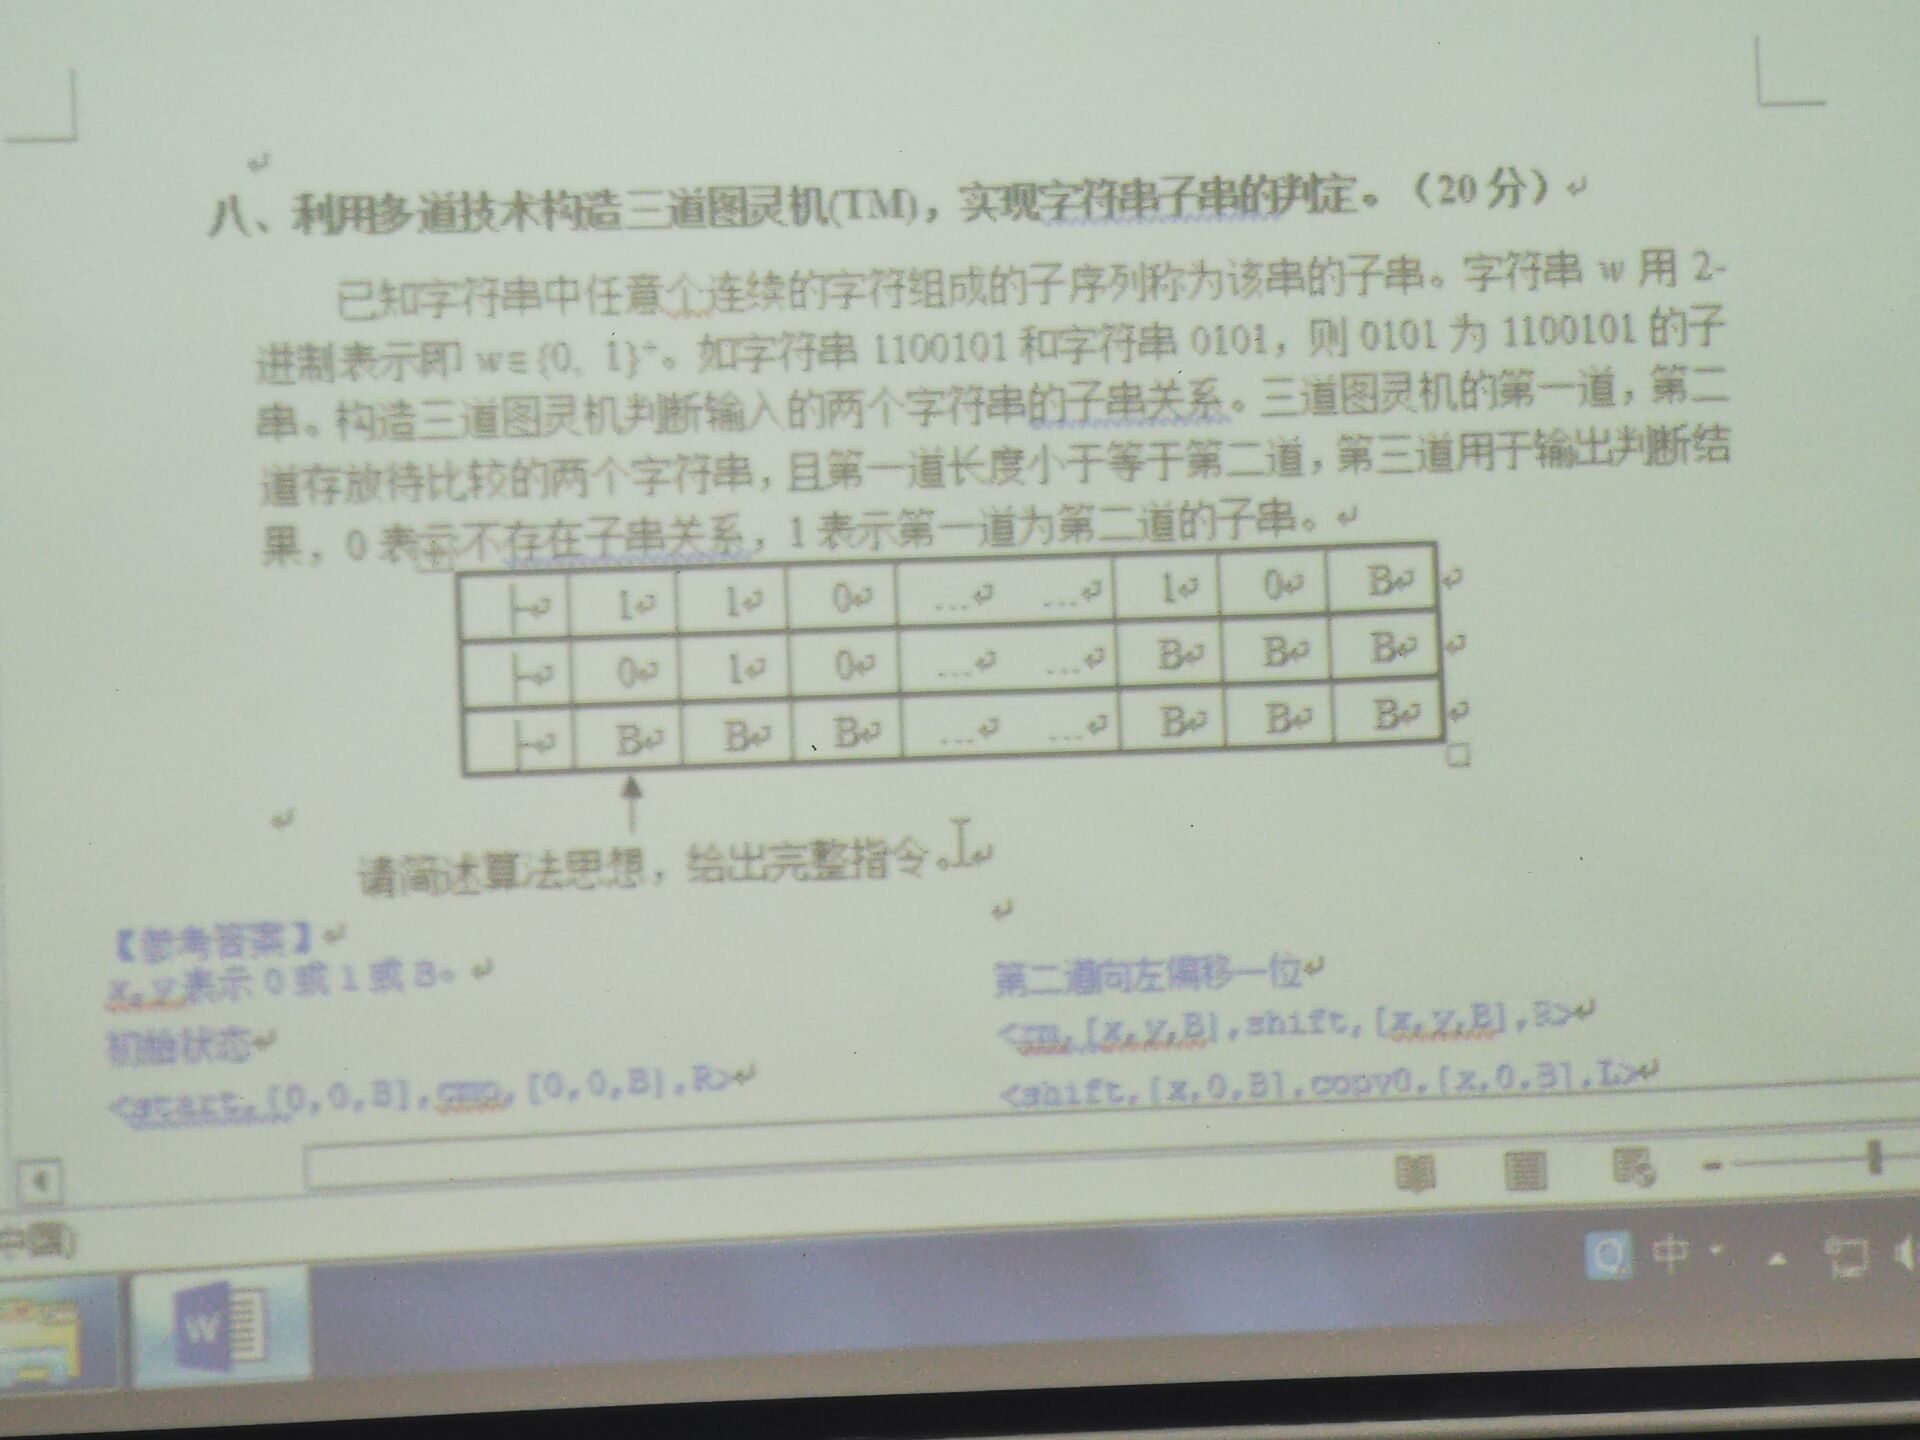 八、利用多道技术构造三道图灵机(TM)，实现字符串子串的判定。（20分）
已知字符串中任意个连续的字符组成的子序列称为该串的子串。字符串 w 用 2-
进制表示即 w∈{0, 1}⁺。如字符串 1100101 和字符串 0101，则 0101 为 1100101 的子
串。构造三道图灵机判断输入的两个字符串的子串关系。三道图灵机的第一道，第二
道存放待比较的两个字符串，且第一道长度小于等于第二道，第三道用于输出判断结
果，0 表示不存在子串关系，1 表示第一道为第二道的子串。
├ 1 1 0 … … 1 0 B
├ 0 1 0 … … B B B
├ B B B … … B B B
请简述算法思想，给出完整指令。
【参考答案】
x,y 表示 0 或 1 或 B。
初始状态
<start,[0,0,B],cmp,[0,0,B],R>
第二道向左偏移一位
<rm,[x,y,B],shift,[x,y,B],R>
<shift,[x,0,B],copy0,[x,0,B],L>
中国)
W
中